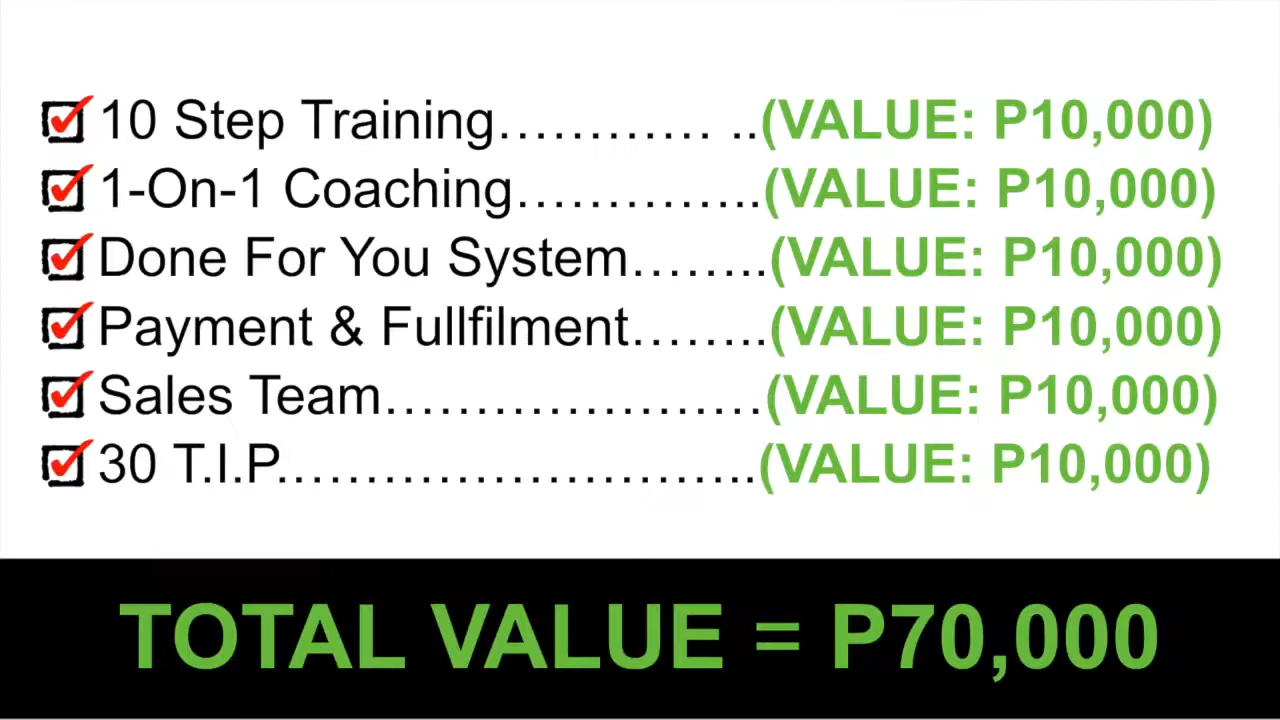 10 Step Training………… ..(VALUE: P10,000)
1-On-1 Coaching…………..(VALUE: P10,000)
Done For You System……..(VALUE: P10,000)
Payment & Fullfilment……..(VALUE: P10,000)
Sales Team…………………(VALUE: P10,000)
30 T.I.P.……………………..(VALUE: P10,000)
TOTAL VALUE = P70,000